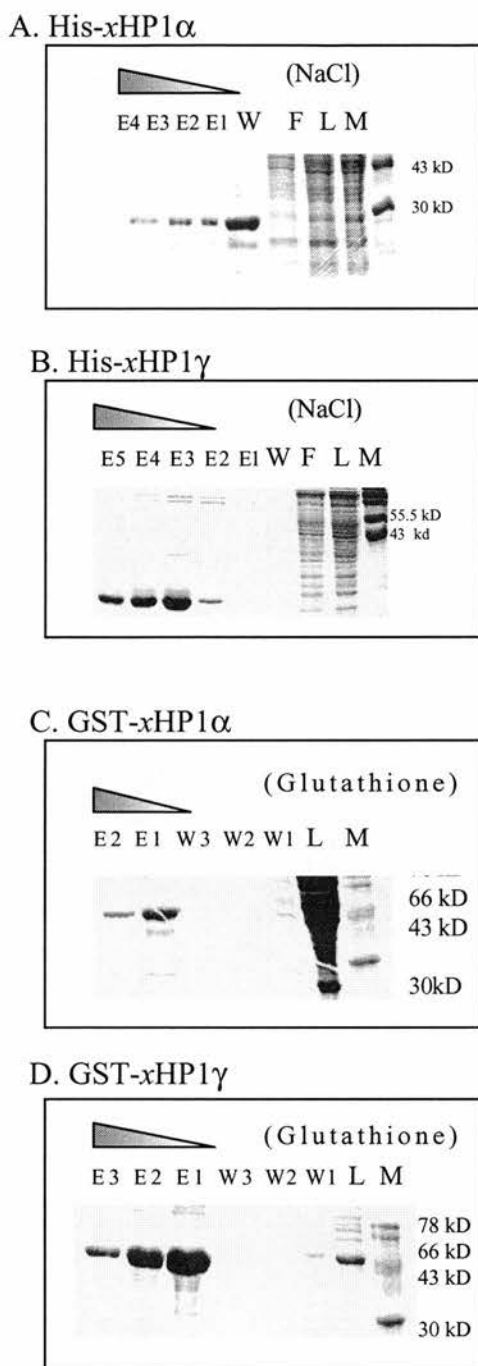 A. His-xHP1α
(NaCl)
E4 E3 E2 E1 W F L M
43 kD
30 kD
B. His-xHP1γ
(NaCl)
E5 E4 E3 E2 E1 W F L M
55.5 kD
43 kd
C. GST-xHP1α
(Glutathione)
E2 E1 W3 W2 W1 L M
66 kD
43 kD
30kD
D. GST-xHP1γ
(Glutathione)
E3 E2 E1 W3 W2 W1 L M
78 kD
66 kD
43 kD
30 kD